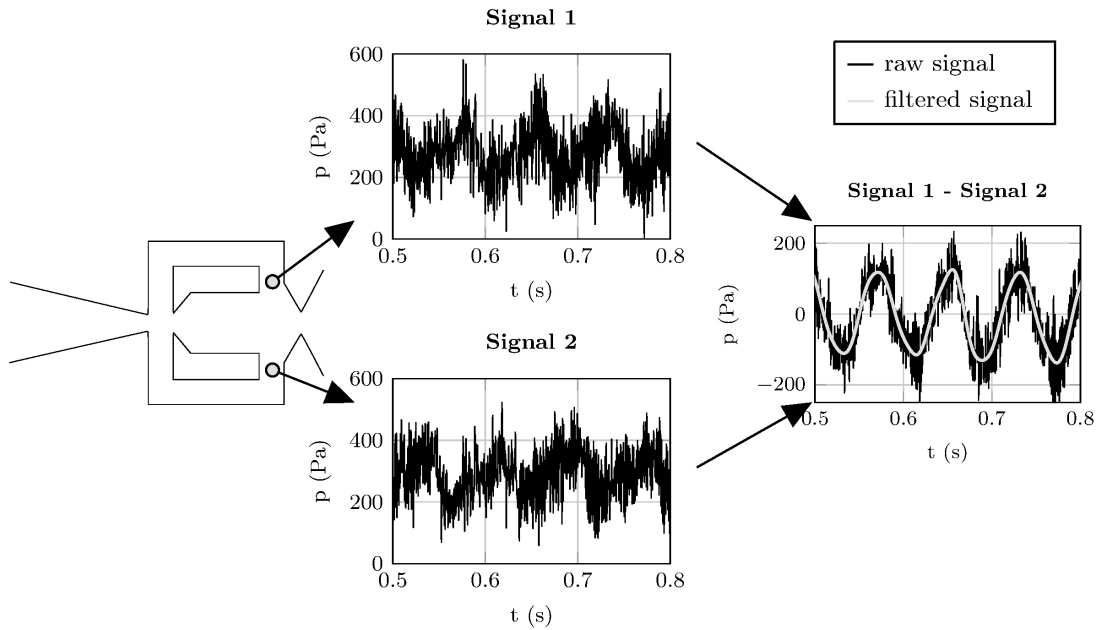 Signal 1
600
400
200
0
p (Pa)
0.5 0.6 0.7 0.8
t (s)
Signal 2
600
400
200
0
p (Pa)
0.5 0.6 0.7 0.8
t (s)
raw signal
filtered signal
Signal 1 - Signal 2
200
0
−200
p (Pa)
0.5 0.6 0.7 0.8
t (s)